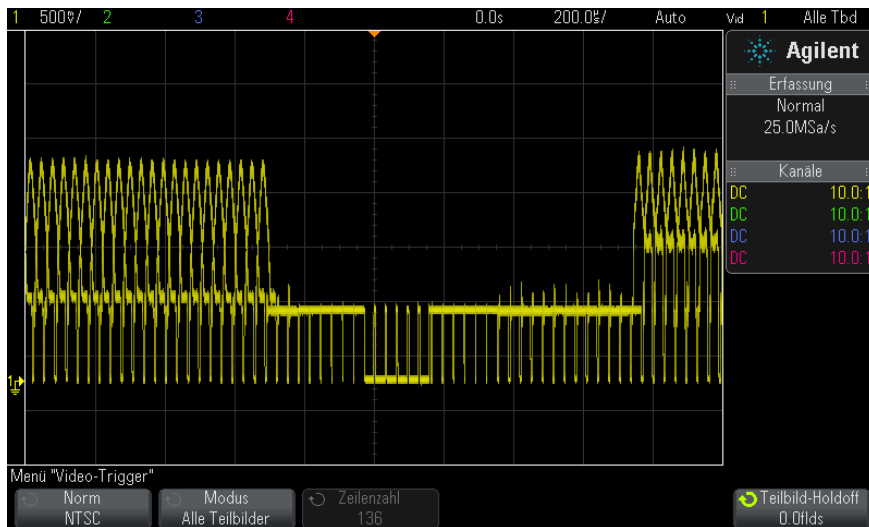 1 500mV/ 2 3 4 0.0s 200.0µs/ Auto Vid 1 Alle Tbd
Agilent
Erfassung
Normal
25.0MSa/s
Kanäle
DC 10.0:1
DC 10.0:1
DC 10.0:1
DC 10.0:1
1
Menü "Video-Trigger"
Norm
NTSC
Modus
Alle Teilbilder
Zeilenzahl
136
Teilbild-Holdoff
0.0flds